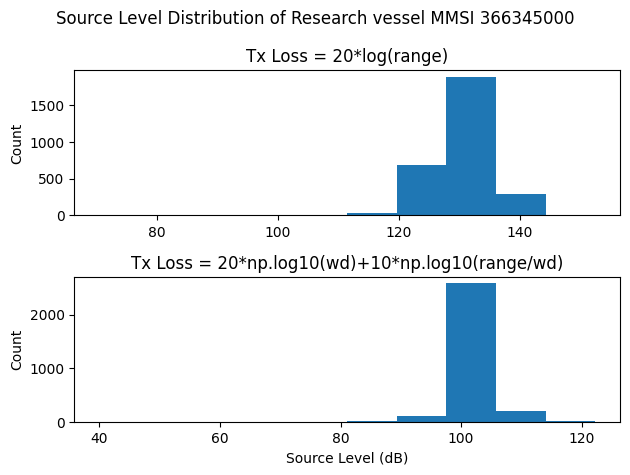 Source Level Distribution of Research vessel MMSI 366345000
Tx Loss = 20*log(range)
1500
1000
500
0
Count
80 100 120 140
Tx Loss = 20*np.log10(wd)+10*np.log10(range/wd)
2000
1000
0
Count
40 60 80 100 120
Source Level (dB)